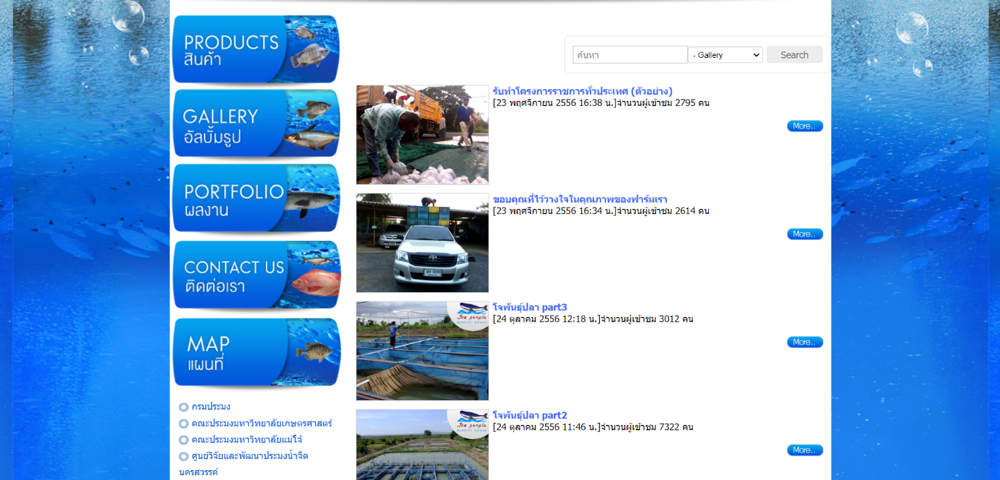 PRODUCTS
สินค้า
GALLERY
อัลบั้มรูป
PORTFOLIO
ผลงาน
CONTACT US
ติดต่อเรา
MAP
แผนที่
กรมประมง
คณะประมงมหาวิทยาลัยเกษตรศาสตร์
คณะประมงมหาวิทยาลัยแม่โจ้
ศูนย์วิจัยและพัฒนาประมงน้ำจืด
นครสวรรค์
ค้นหา - Gallery Search
รับทำโครงการราชการทั่วประเทศ (ตัวอย่าง)
[23 พฤศจิกายน 2556 16:38 น.]จำนวนผู้เข้าชม 2795 คน
More..
ขอบคุณที่ไว้วางใจในคุณภาพของฟาร์มเรา
[23 พฤศจิกายน 2556 16:34 น.]จำนวนผู้เข้าชม 2614 คน
More..
Joe punpla
Nakhon Sawan
โจพันธุ์ปลา part3
[24 ตุลาคม 2556 12:18 น.]จำนวนผู้เข้าชม 3012 คน
More..
Joe punpla
Nakhon Sawan
โจพันธุ์ปลา part2
[24 ตุลาคม 2556 11:46 น.]จำนวนผู้เข้าชม 7322 คน
More..